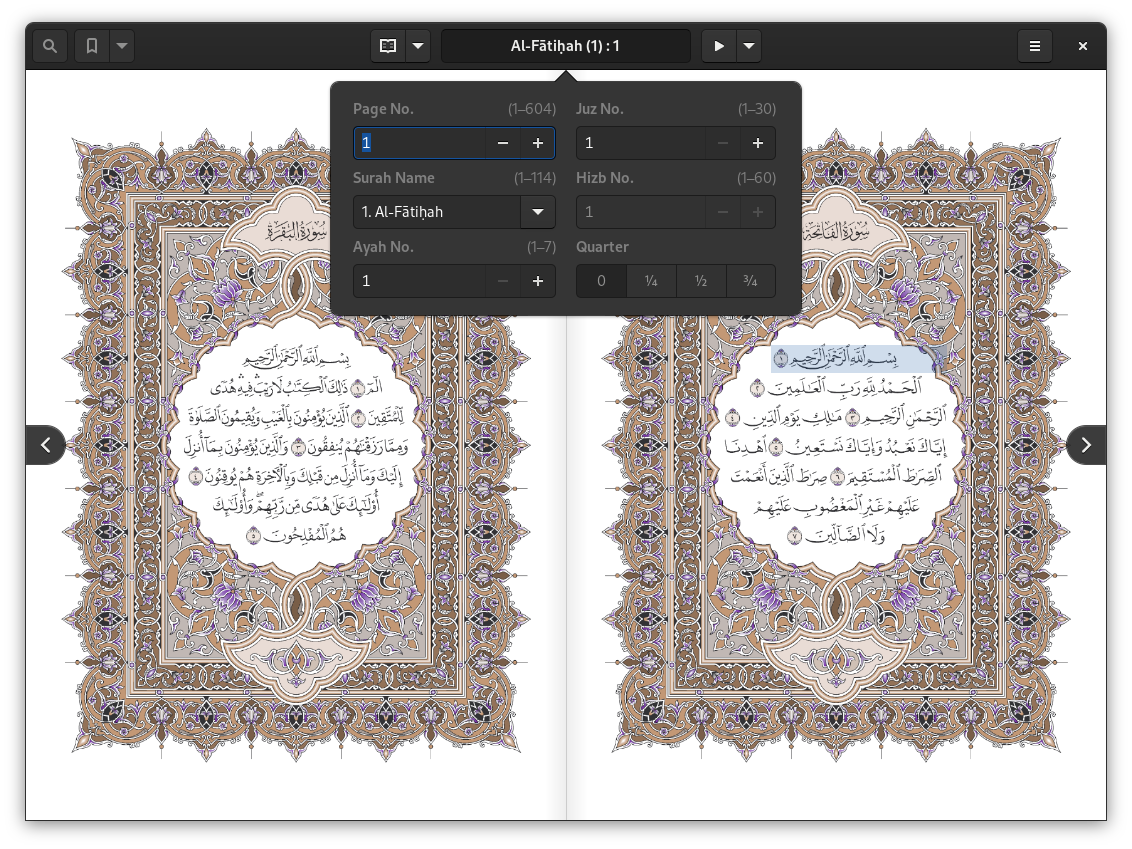 Al-Fātiḥah (1) : 1
Page No. (1–604)
Juz No. (1–30)
1
1
Surah Name (1–114)
Hizb No. (1–60)
1. Al-Fātiḥah
1
Ayah No. (1–7)
Quarter
1
0 ¼ ½ ¾
سُورَةُ الفَاتِحَةِ
بِسْمِ ٱللَّهِ ٱلرَّحْمَٰنِ ٱلرَّحِيمِ ١
ٱلْحَمْدُ لِلَّهِ رَبِّ ٱلْعَٰلَمِينَ ٢
ٱلرَّحْمَٰنِ ٱلرَّحِيمِ ٣ مَٰلِكِ يَوْمِ ٱلدِّينِ ٤
إِيَّاكَ نَعْبُدُ وَإِيَّاكَ نَسْتَعِينُ ٥ ٱهْدِنَا
ٱلصِّرَٰطَ ٱلْمُسْتَقِيمَ ٦ صِرَٰطَ ٱلَّذِينَ أَنْعَمْتَ
عَلَيْهِمْ غَيْرِ ٱلْمَغْضُوبِ عَلَيْهِمْ
وَلَا ٱلضَّآلِّينَ ٧
سُورَةُ البَقَرَةِ
بِسْمِ ٱللَّهِ ٱلرَّحْمَٰنِ ٱلرَّحِيمِ
الٓمٓ ١ ذَٰلِكَ ٱلْكِتَٰبُ لَا رَيْبَ ۛ فِيهِ ۛ هُدًى
لِّلْمُتَّقِينَ ٢ ٱلَّذِينَ يُؤْمِنُونَ بِٱلْغَيْبِ وَيُقِيمُونَ ٱلصَّلَوٰةَ
وَمِمَّا رَزَقْنَٰهُمْ يُنفِقُونَ ٣ وَٱلَّذِينَ يُؤْمِنُونَ بِمَآ أُنزِلَ
إِلَيْكَ وَمَآ أُنزِلَ مِن قَبْلِكَ وَبِٱلْأَخِرَةِ هُمْ يُوقِنُونَ ٤
أُو۟لَٰٓئِكَ عَلَىٰ هُدًى مِّن رَّبِّهِمْ ۖ وَأُو۟لَٰٓئِكَ
هُمُ ٱلْمُفْلِحُونَ ٥